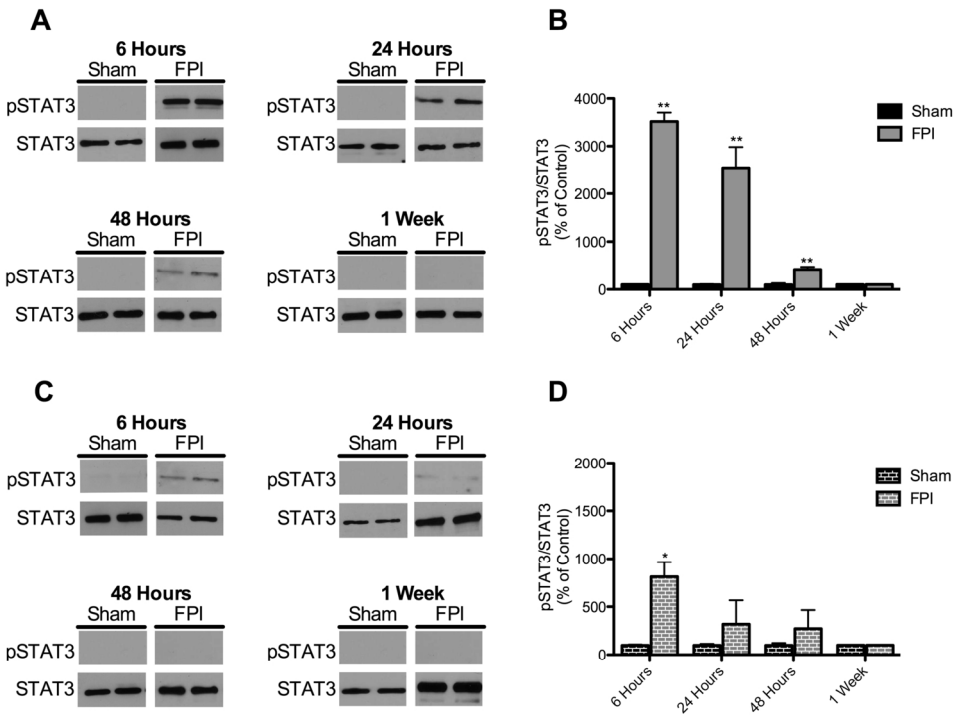 A
6 Hours
Sham FPI
pSTAT3
STAT3
24 Hours
Sham FPI
pSTAT3
STAT3
48 Hours
Sham FPI
pSTAT3
STAT3
1 Week
Sham FPI
pSTAT3
STAT3
B
pSTAT3/STAT3
(% of Control)
4000
3000
2000
1000
0
**
**
**
6 Hours
24 Hours
48 Hours
1 Week
Sham
FPI
C
6 Hours
Sham FPI
pSTAT3
STAT3
24 Hours
Sham FPI
pSTAT3
STAT3
48 Hours
Sham FPI
pSTAT3
STAT3
1 Week
Sham FPI
pSTAT3
STAT3
D
pSTAT3/STAT3
(% of Control)
2000
1500
1000
500
0
*
6 Hours
24 Hours
48 Hours
1 Week
Sham
FPI